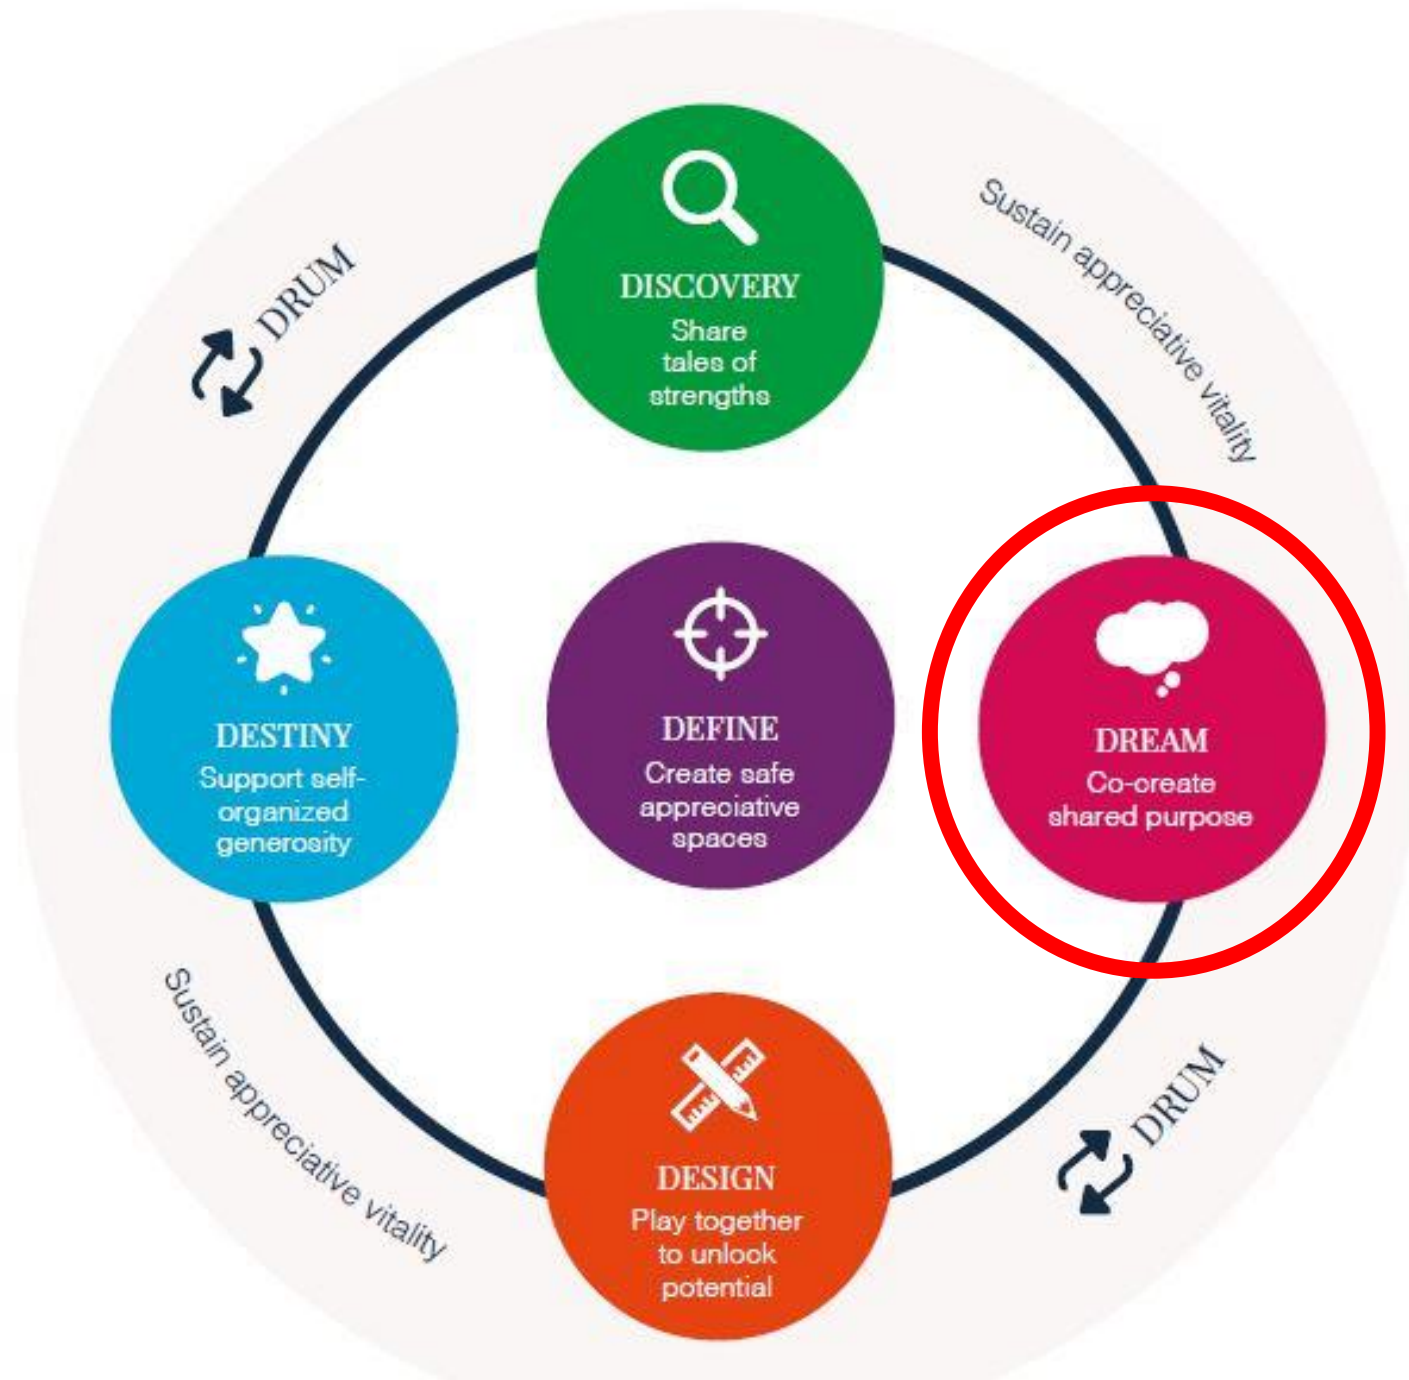 DRUM
Sustain appreciative vitality
DISCOVERY
Share
tales of
strengths
DESTINY
Support self-
organized
generosity
DEFINE
Create safe
appreciative
spaces
DREAM
Co-create
shared purpose
DESIGN
Play together
to unlock
potential
Sustain appreciative vitality
DRUM